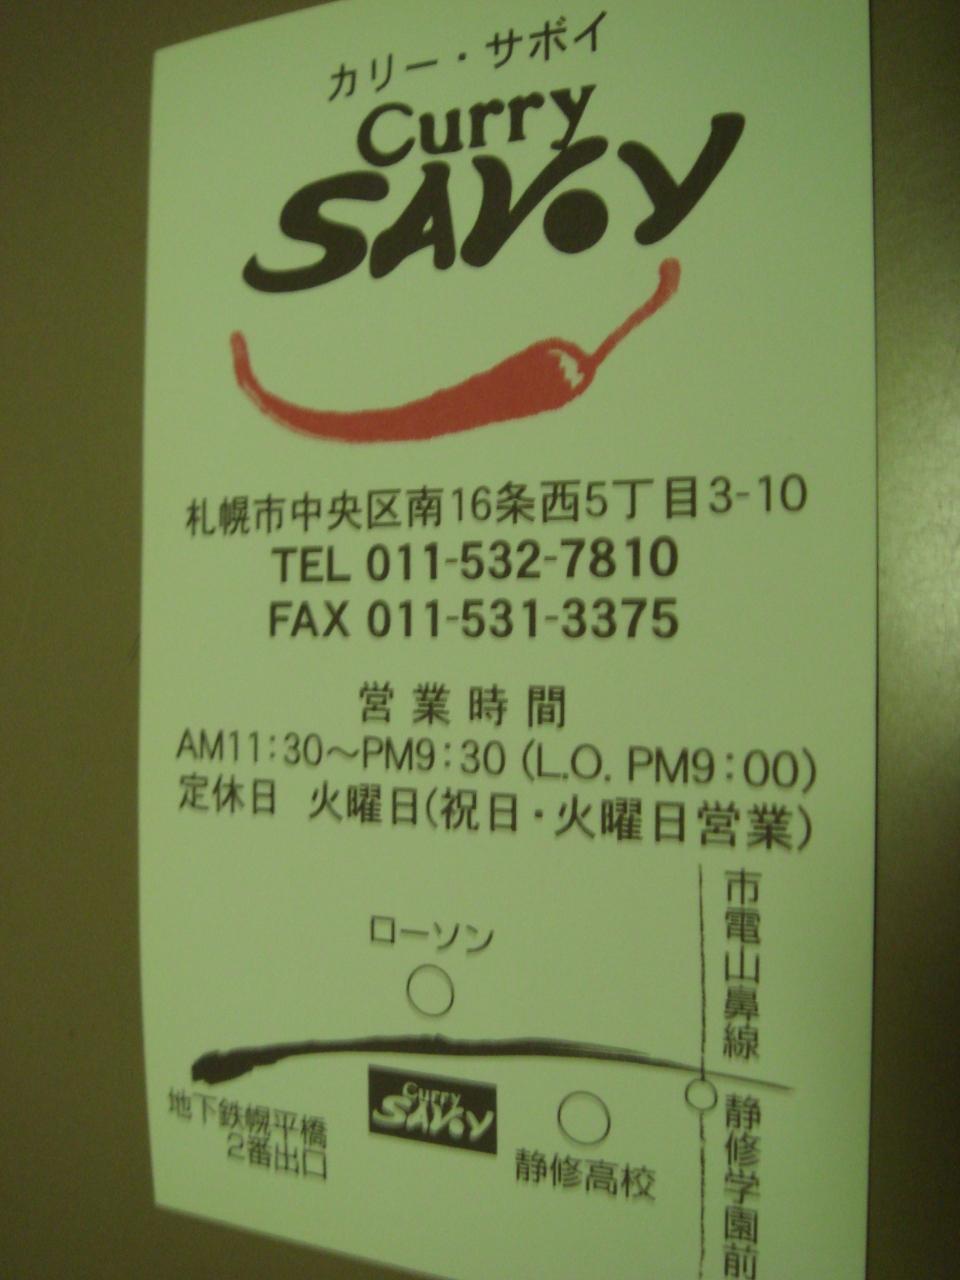 カリー・サボイ
Curry
SAVOY
札幌市中央区南16条西5丁目3-10
TEL 011-532-7810
FAX 011-531-3375
営業時間
AM11:30〜PM9:30 (L.O. PM9:00)
定休日 火曜日(祝日・火曜日営業)
市電山鼻線
ローソン
地下鉄幌平橋
2番出口
Curry
SAVOY
静修高校
静修学園前